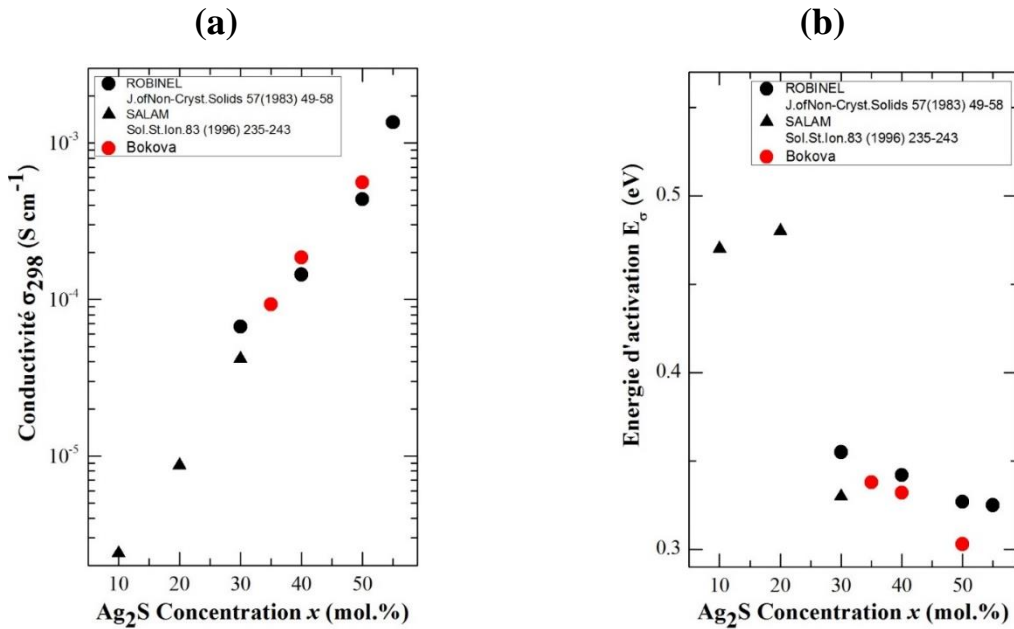 (a)
ROBINEL
J.ofNon-Cryst.Solids 57(1983) 49-58
SALAM
Sol.St.Ion.83 (1996) 235-243
Bokova
Conductivité σ298 (S cm⁻¹)
10⁻³
10⁻⁴
10⁻⁵
10 20 30 40 50
Ag2S Concentration x (mol.%)
(b)
ROBINEL
J.ofNon-Cryst.Solids 57(1983) 49-58
SALAM
Sol.St.Ion.83 (1996) 235-243
Bokova
Energie d'activation Eσ (eV)
0.5
0.4
0.3
10 20 30 40 50
Ag2S Concentration x (mol.%)